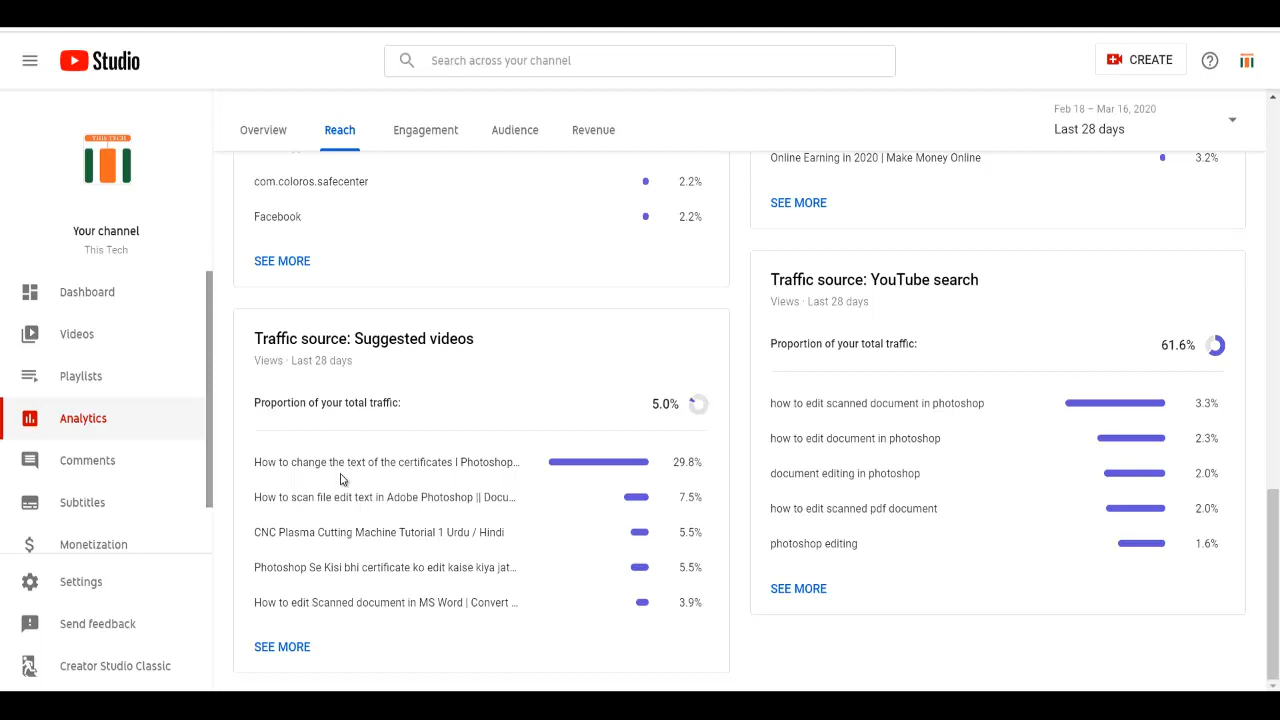 Studio
Search across your channel
CREATE
THIS TECH
Your channel
This Tech
Dashboard
Videos
Playlists
Analytics
Comments
Subtitles
Monetization
Settings
Send feedback
Creator Studio Classic
Overview
Reach
Engagement
Audience
Revenue
Feb 18 – Mar 16, 2020
Last 28 days
com.coloros.safecenter 2.2%
Facebook 2.2%
SEE MORE
Traffic source: Suggested videos
Views · Last 28 days
Proportion of your total traffic: 5.0%
How to change the text of the certificates I Photoshop... 29.8%
How to scan file edit text in Adobe Photoshop || Docu... 7.5%
CNC Plasma Cutting Machine Tutorial 1 Urdu / Hindi 5.5%
Photoshop Se Kisi bhi certificate ko edit kaise kiya jat... 5.5%
How to edit Scanned document in MS Word | Convert ... 3.9%
SEE MORE
Online Earning in 2020 | Make Money Online 3.2%
SEE MORE
Traffic source: YouTube search
Views · Last 28 days
Proportion of your total traffic: 61.6%
how to edit scanned document in photoshop 3.3%
how to edit document in photoshop 2.3%
document editing in photoshop 2.0%
how to edit scanned pdf document 2.0%
photoshop editing 1.6%
SEE MORE